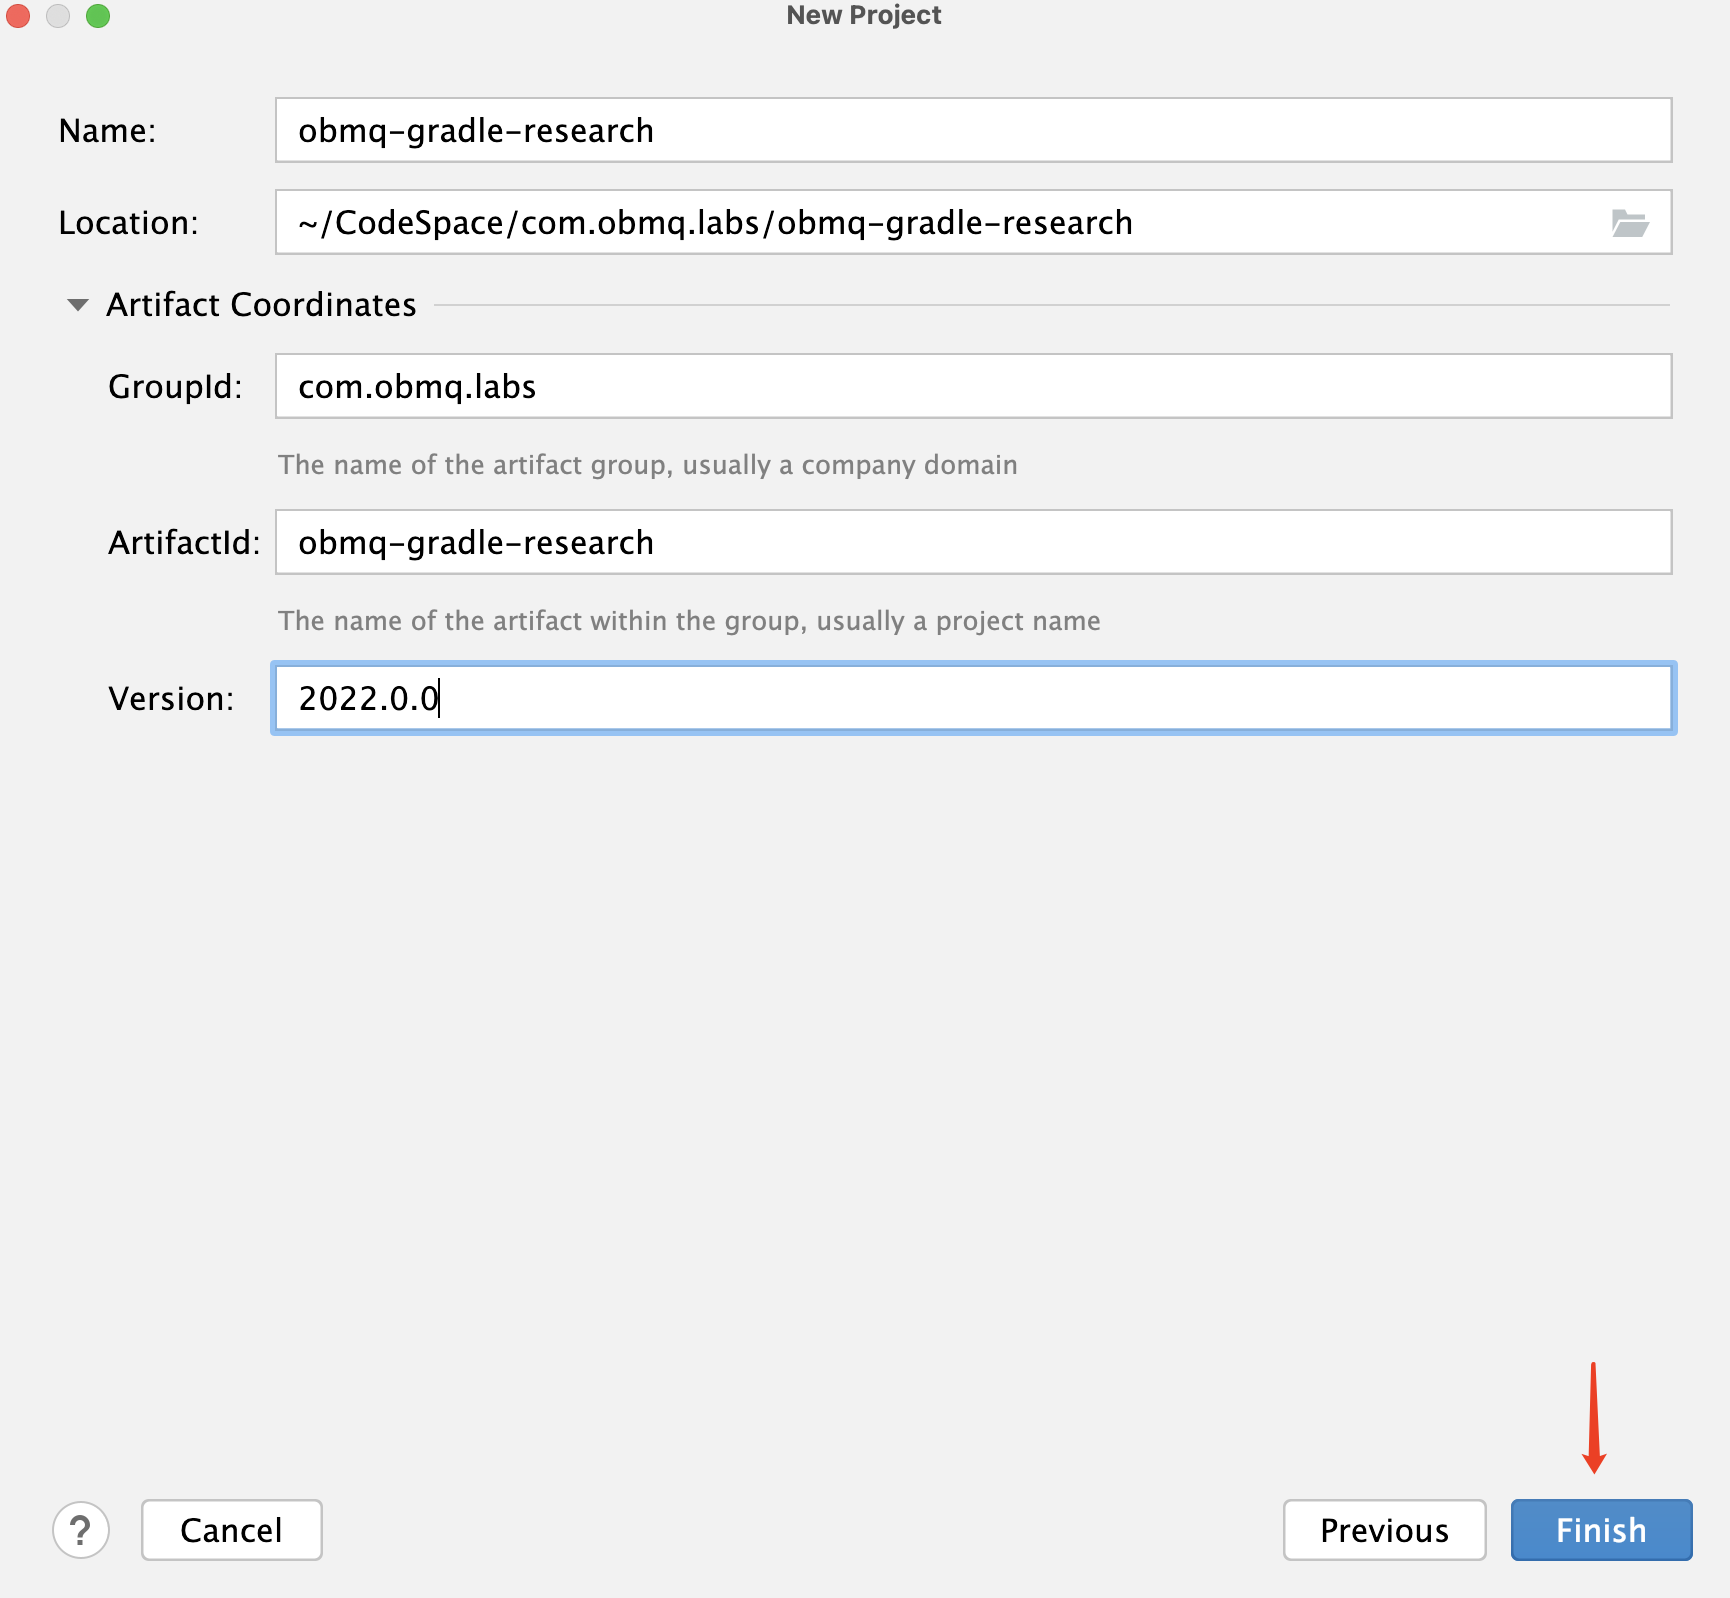 New Project
Name: obmq-gradle-research
Location: ~/CodeSpace/com.obmq.labs/obmq-gradle-research
Artifact Coordinates
GroupId: com.obmq.labs
The name of the artifact group, usually a company domain
ArtifactId: obmq-gradle-research
The name of the artifact within the group, usually a project name
Version: 2022.0.0
? Cancel Previous Finish